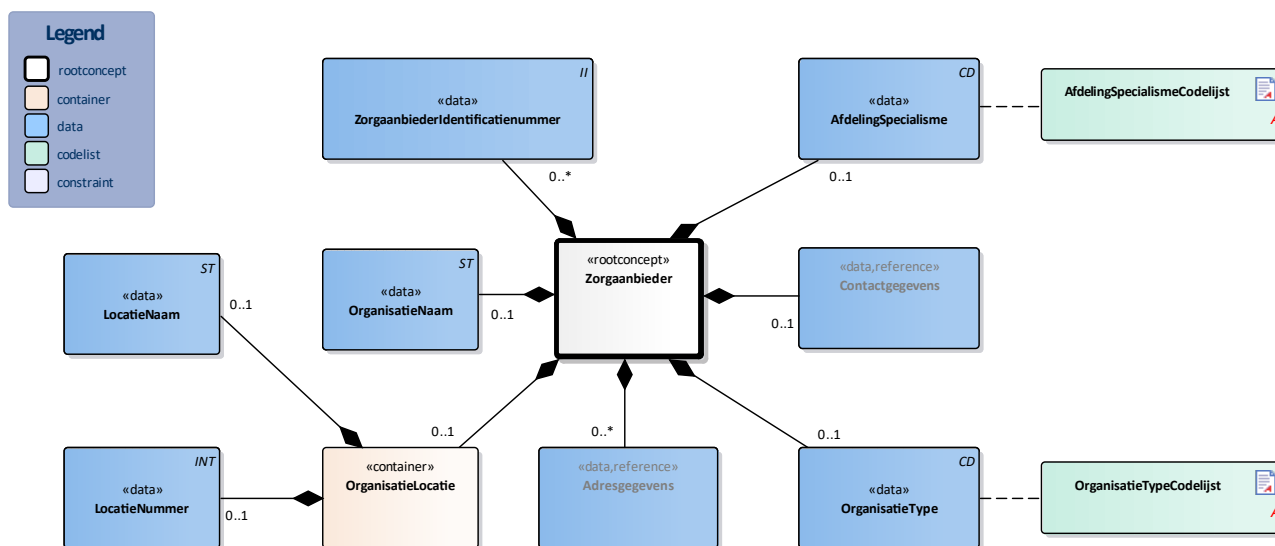 Legend
rootconcept
container
data
codelist
constraint
II
«data»
ZorgaanbiederIdentificatienummer
0..*
CD
«data»
AfdelingSpecialisme
0..1
AfdelingSpecialismeCodelijst
ST
«data»
LocatieNaam
0..1
ST
«data»
OrganisatieNaam
0..1
«rootconcept»
Zorgaanbieder
«data,reference»
Contactgegevens
0..1
INT
«data»
LocatieNummer
0..1
«container»
OrganisatieLocatie
0..1
«data,reference»
Adresgegevens
0..*
CD
«data»
OrganisatieType
0..1
OrganisatieTypeCodelijst